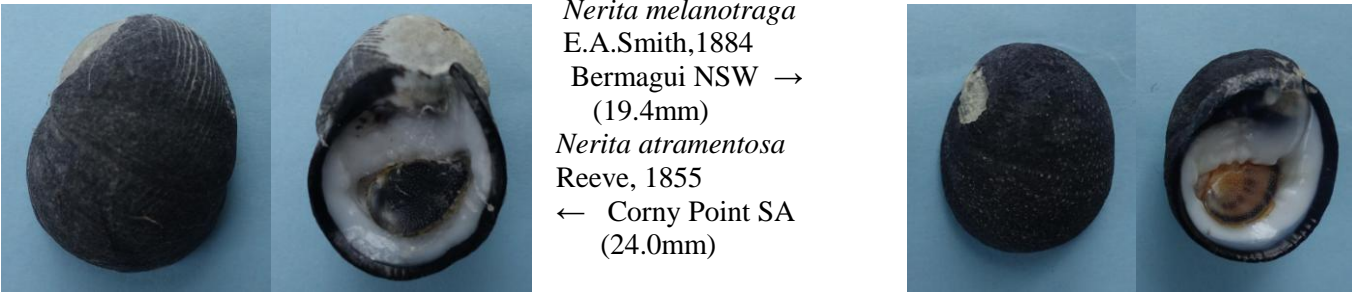 Nerita melanotraga
E.A.Smith,1884
Bermagui NSW →
(19.4mm)
Nerita atramentosa
Reeve, 1855
← Corny Point SA
(24.0mm)